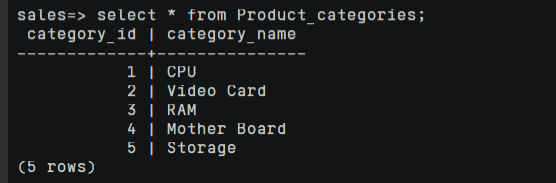 sales=> select * from Product_categories;
category_id | category_name
-------------+---------------
1 | CPU
2 | Video Card
3 | RAM
4 | Mother Board
5 | Storage
(5 rows)